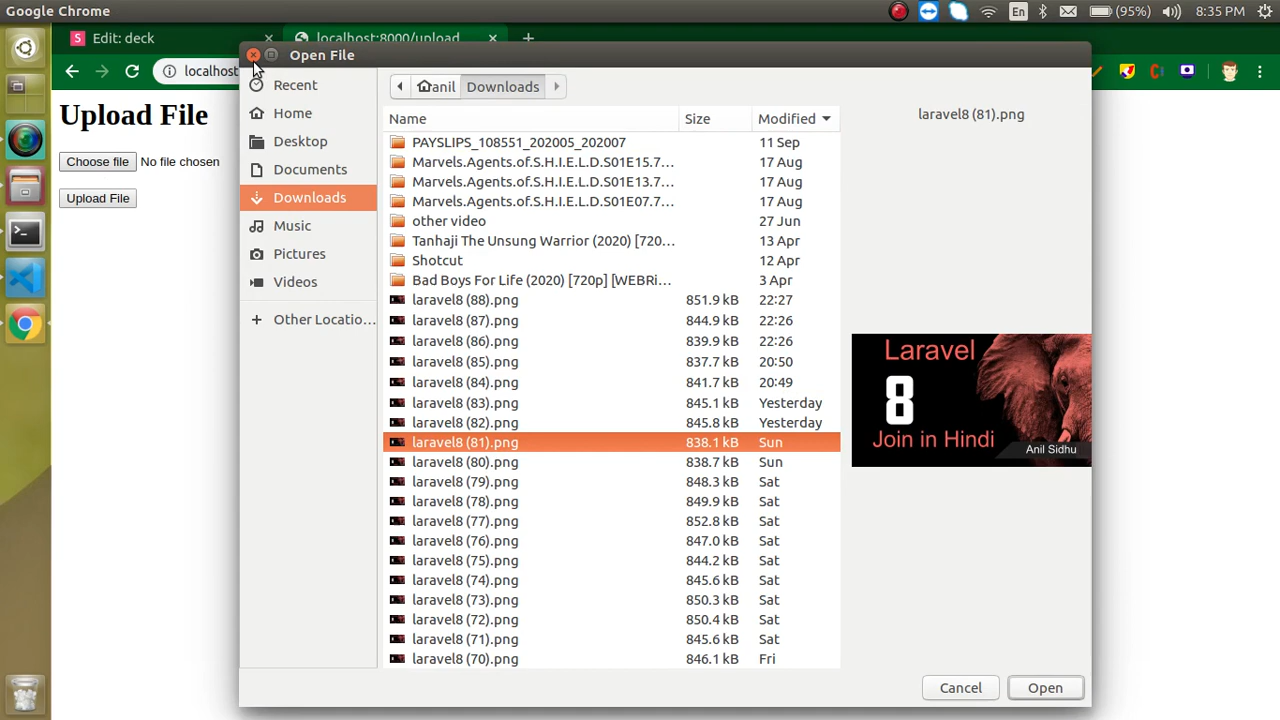 Google Chrome
En
(95%)
8:35 PM
Edit: deck
localhost:8000/upload
localhost
Upload File
Choose file No file chosen
Upload File
Open File
Recent
Home
Desktop
Documents
Downloads
Music
Pictures
Videos
Other Locatio...
anil
Downloads
Name Size Modified
PAYSLIPS_108551_202005_202007 11 Sep
Marvels.Agents.of.S.H.I.E.L.D.S01E15.7... 17 Aug
Marvels.Agents.of.S.H.I.E.L.D.S01E13.7... 17 Aug
Marvels.Agents.of.S.H.I.E.L.D.S01E07.7... 17 Aug
other video 27 Jun
Tanhaji The Unsung Warrior (2020) [720... 13 Apr
Shotcut 12 Apr
Bad Boys For Life (2020) [720p] [WEBRi... 3 Apr
laravel8 (88).png 851.9 kB 22:27
laravel8 (87).png 844.9 kB 22:26
laravel8 (86).png 839.9 kB 22:26
laravel8 (85).png 837.7 kB 20:50
laravel8 (84).png 841.7 kB 20:49
laravel8 (83).png 845.1 kB Yesterday
laravel8 (82).png 845.8 kB Yesterday
laravel8 (81).png 838.1 kB Sun
laravel8 (80).png 838.7 kB Sun
laravel8 (79).png 848.3 kB Sat
laravel8 (78).png 849.9 kB Sat
laravel8 (77).png 852.8 kB Sat
laravel8 (76).png 847.0 kB Sat
laravel8 (75).png 844.2 kB Sat
laravel8 (74).png 845.6 kB Sat
laravel8 (73).png 850.3 kB Sat
laravel8 (72).png 850.4 kB Sat
laravel8 (71).png 845.6 kB Sat
laravel8 (70).png 846.1 kB Fri
laravel8 (81).png
Laravel
8
Join in Hindi
Anil Sidhu
Cancel
Open